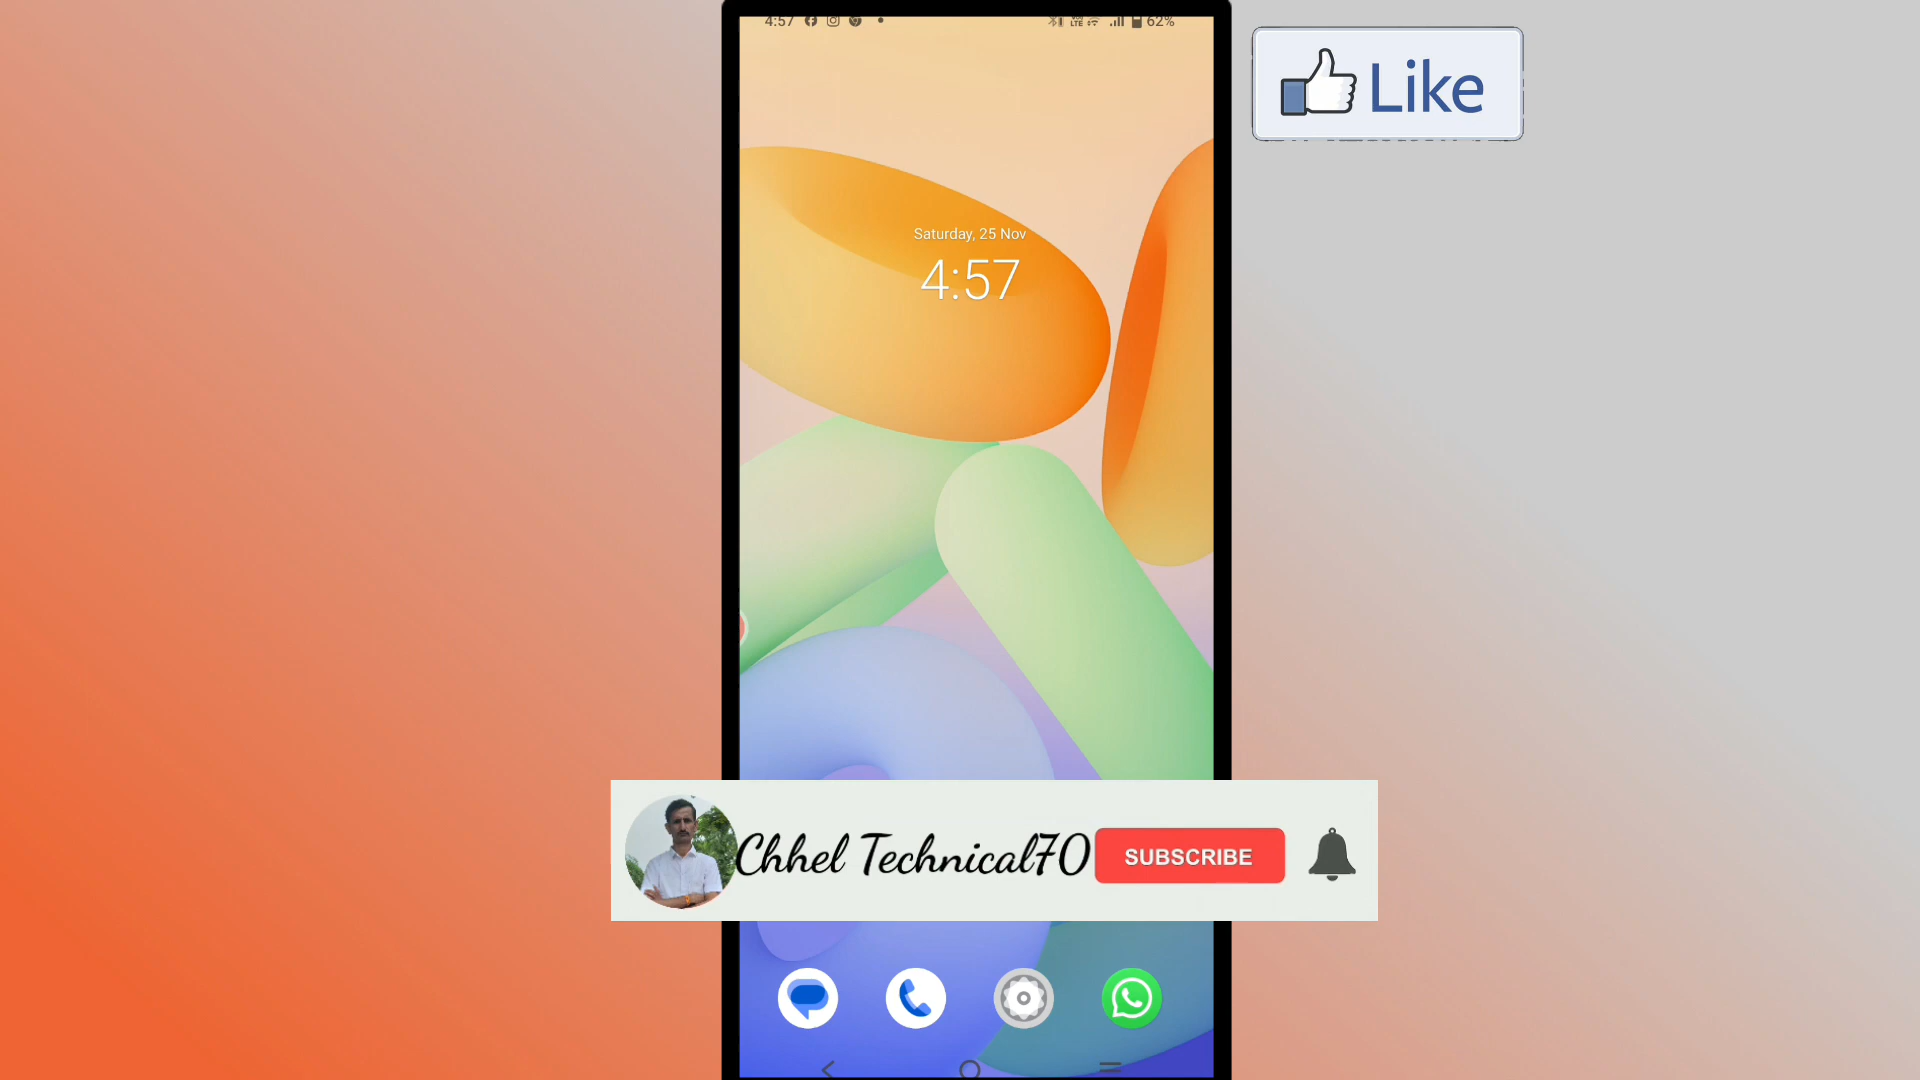 4:57
62%
Like
Saturday, 25 Nov
4:57
Chhel Technical70
SUBSCRIBE